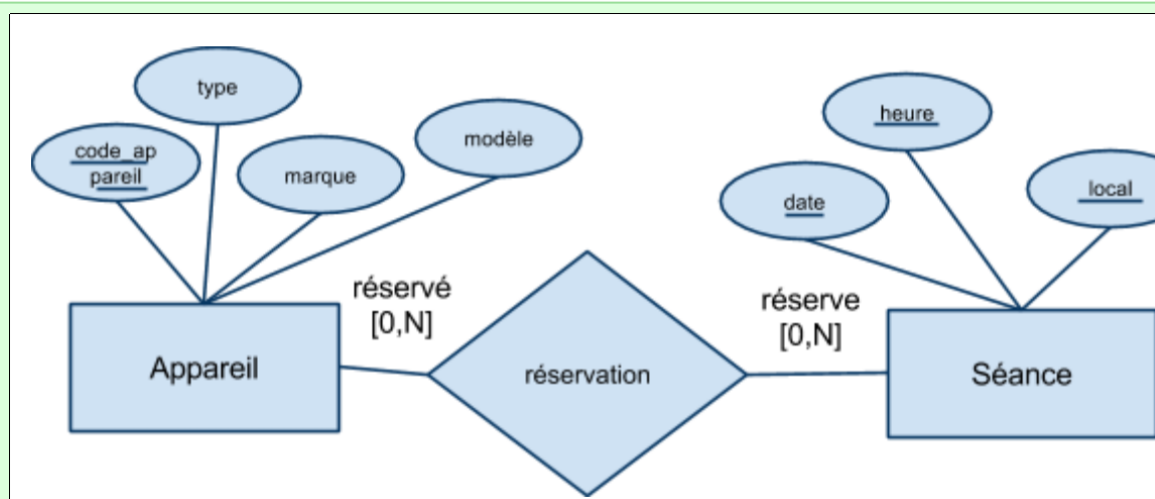 type
heure
code_ap
pareil
modèle
marque
date
local
réservé
[0,N]
réserve
[0,N]
Appareil
réservation
Séance